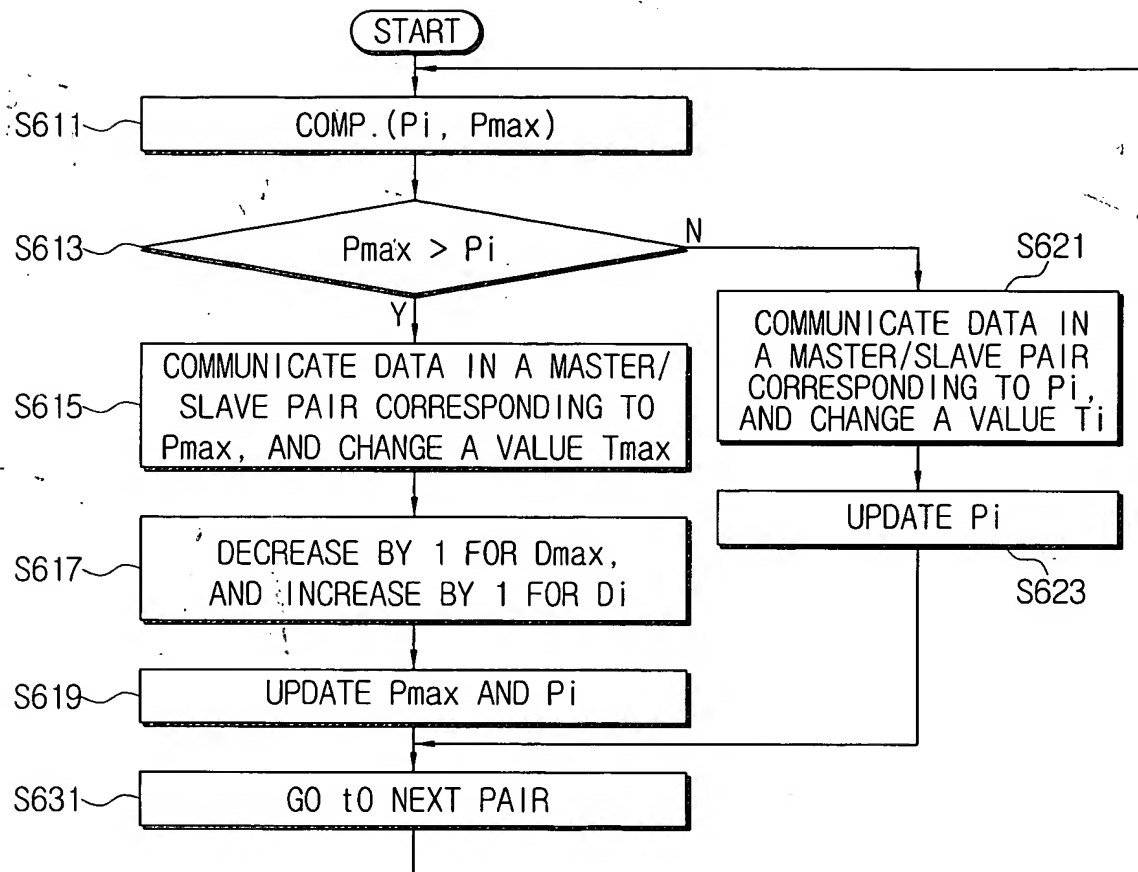 START
S611
COMP.(Pi, Pmax)
S613
Pmax > Pi
N
Y
S621
COMMUNICATE DATA IN
A MASTER/SLAVE PAIR
CORRESPONDING TO Pi,
AND CHANGE A VALUE Ti
S615
COMMUNICATE DATA IN A MASTER/
SLAVE PAIR CORRESPONDING TO
Pmax, AND CHANGE A VALUE Tmax
UPDATE Pi
S623
S617
DECREASE BY 1 FOR Dmax,
AND INCREASE BY 1 FOR Di
S619
UPDATE Pmax AND Pi
S631
GO tO NEXT PAIR